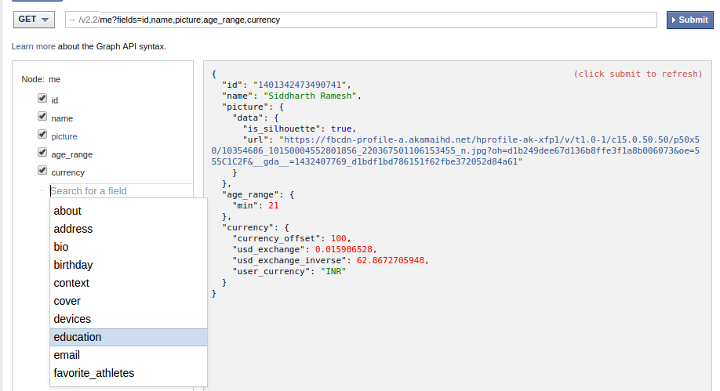 GET → /v2.2/me?fields=id,name,picture,age_range,currency Submit
Learn more about the Graph API syntax.
Node: me
id
name
picture
age_range
currency
Search for a field
about
address
bio
birthday
context
cover
devices
education
email
favorite_athletes
(click submit to refresh)
{
"id": "1401342473490741",
"name": "Siddharth Ramesh",
"picture": {
"data": {
"is_silhouette": true,
"url": "https://fbcdn-profile-a.akamaihd.net/hprofile-ak-xfp1/v/t1.0-1/c15.0.50.50/p50x5
0/10354686_10150004552801856_220367501106153455_n.jpg?oh=d1b249dee67d136b8ffe3f1a8b006073&oe=5
55C1C2F&__gda__=1432407769_d1bdf1bd786151f62fbe372052d84a61"
}
},
"age_range": {
"min": 21
},
"currency": {
"currency_offset": 100,
"usd_exchange": 0.015906528,
"usd_exchange_inverse": 62.8672705948,
"user_currency": "INR"
}
}